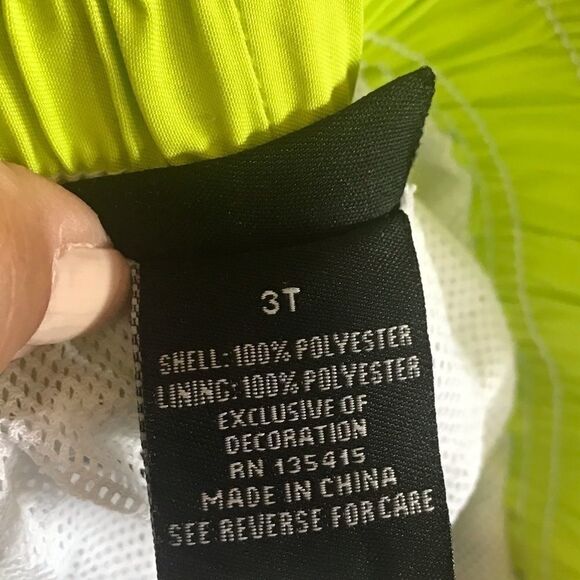 3T
SHELL: 100% POLYESTER
LINING: 100% POLYESTER
EXCLUSIVE OF
DECORATION
RN 135415
MADE IN CHINA
SEE REVERSE FOR CARE